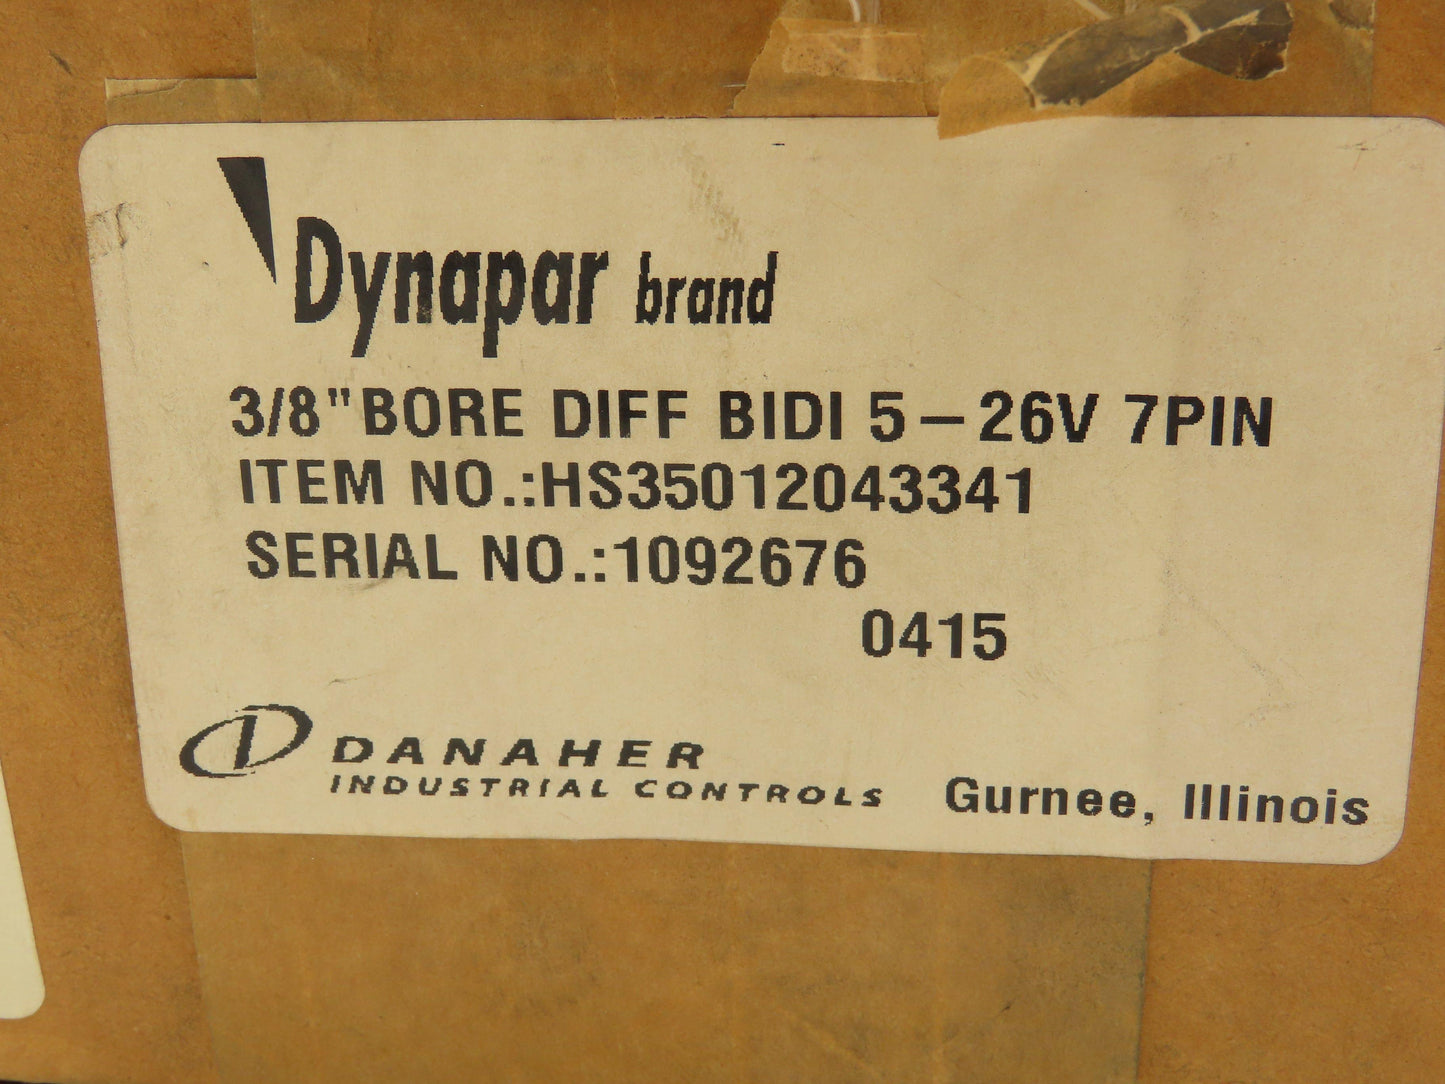 Dynapar brand
3/8"BORE DIFF BIDI 5-26V 7PIN
ITEM NO.:HS35012043341
SERIAL NO.:1092676
0415
DANAHER
INDUSTRIAL CONTROLS
Gurnee, Illinois